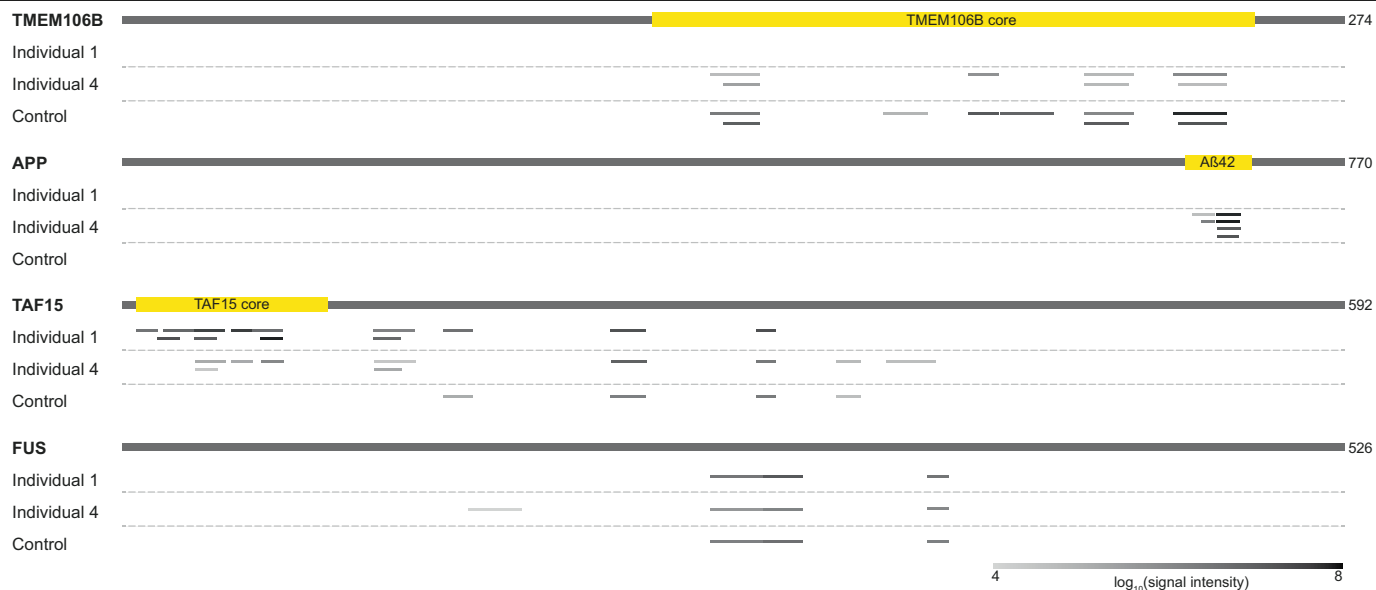 TMEM106B TMEM106B core 274
Individual 1
Individual 4
Control
APP Aß42 770
Individual 1
Individual 4
Control
TAF15 TAF15 core 592
Individual 1
Individual 4
Control
FUS 526
Individual 1
Individual 4
Control
4 8
log₁₀(signal intensity)